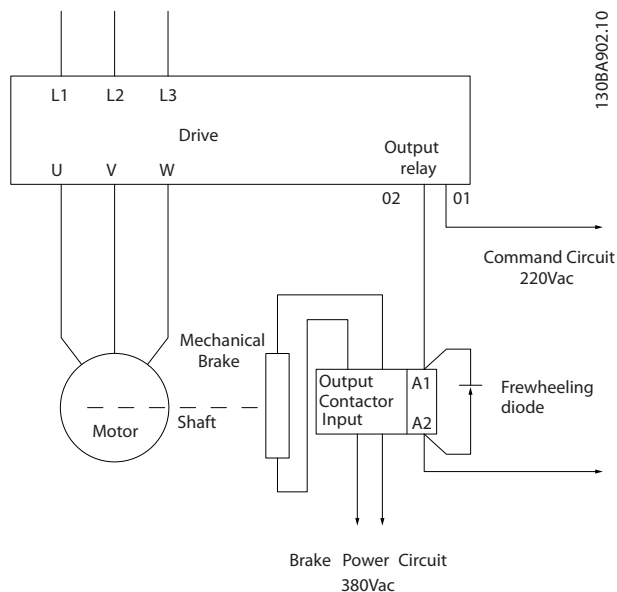 130BA902.10
L1 L2 L3
Drive
Output
relay
U V W
02 01
Command Circuit
220Vac
Mechanical
Brake
Output
Contactor
Input
A1
A2
Frewheeling
diode
Shaft
Motor
Brake Power Circuit
380Vac